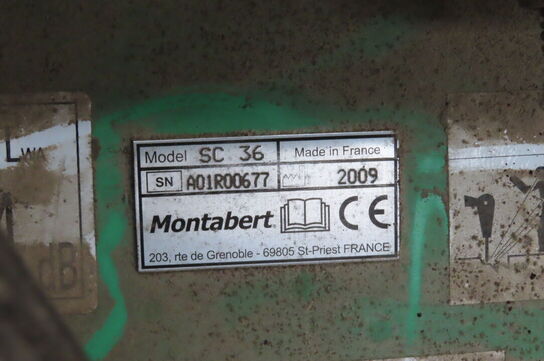 Model SC 36 Made in France
SN A01R00677 2009
Montabert CE
203, rte de Grenoble - 69805 St-Priest FRANCE